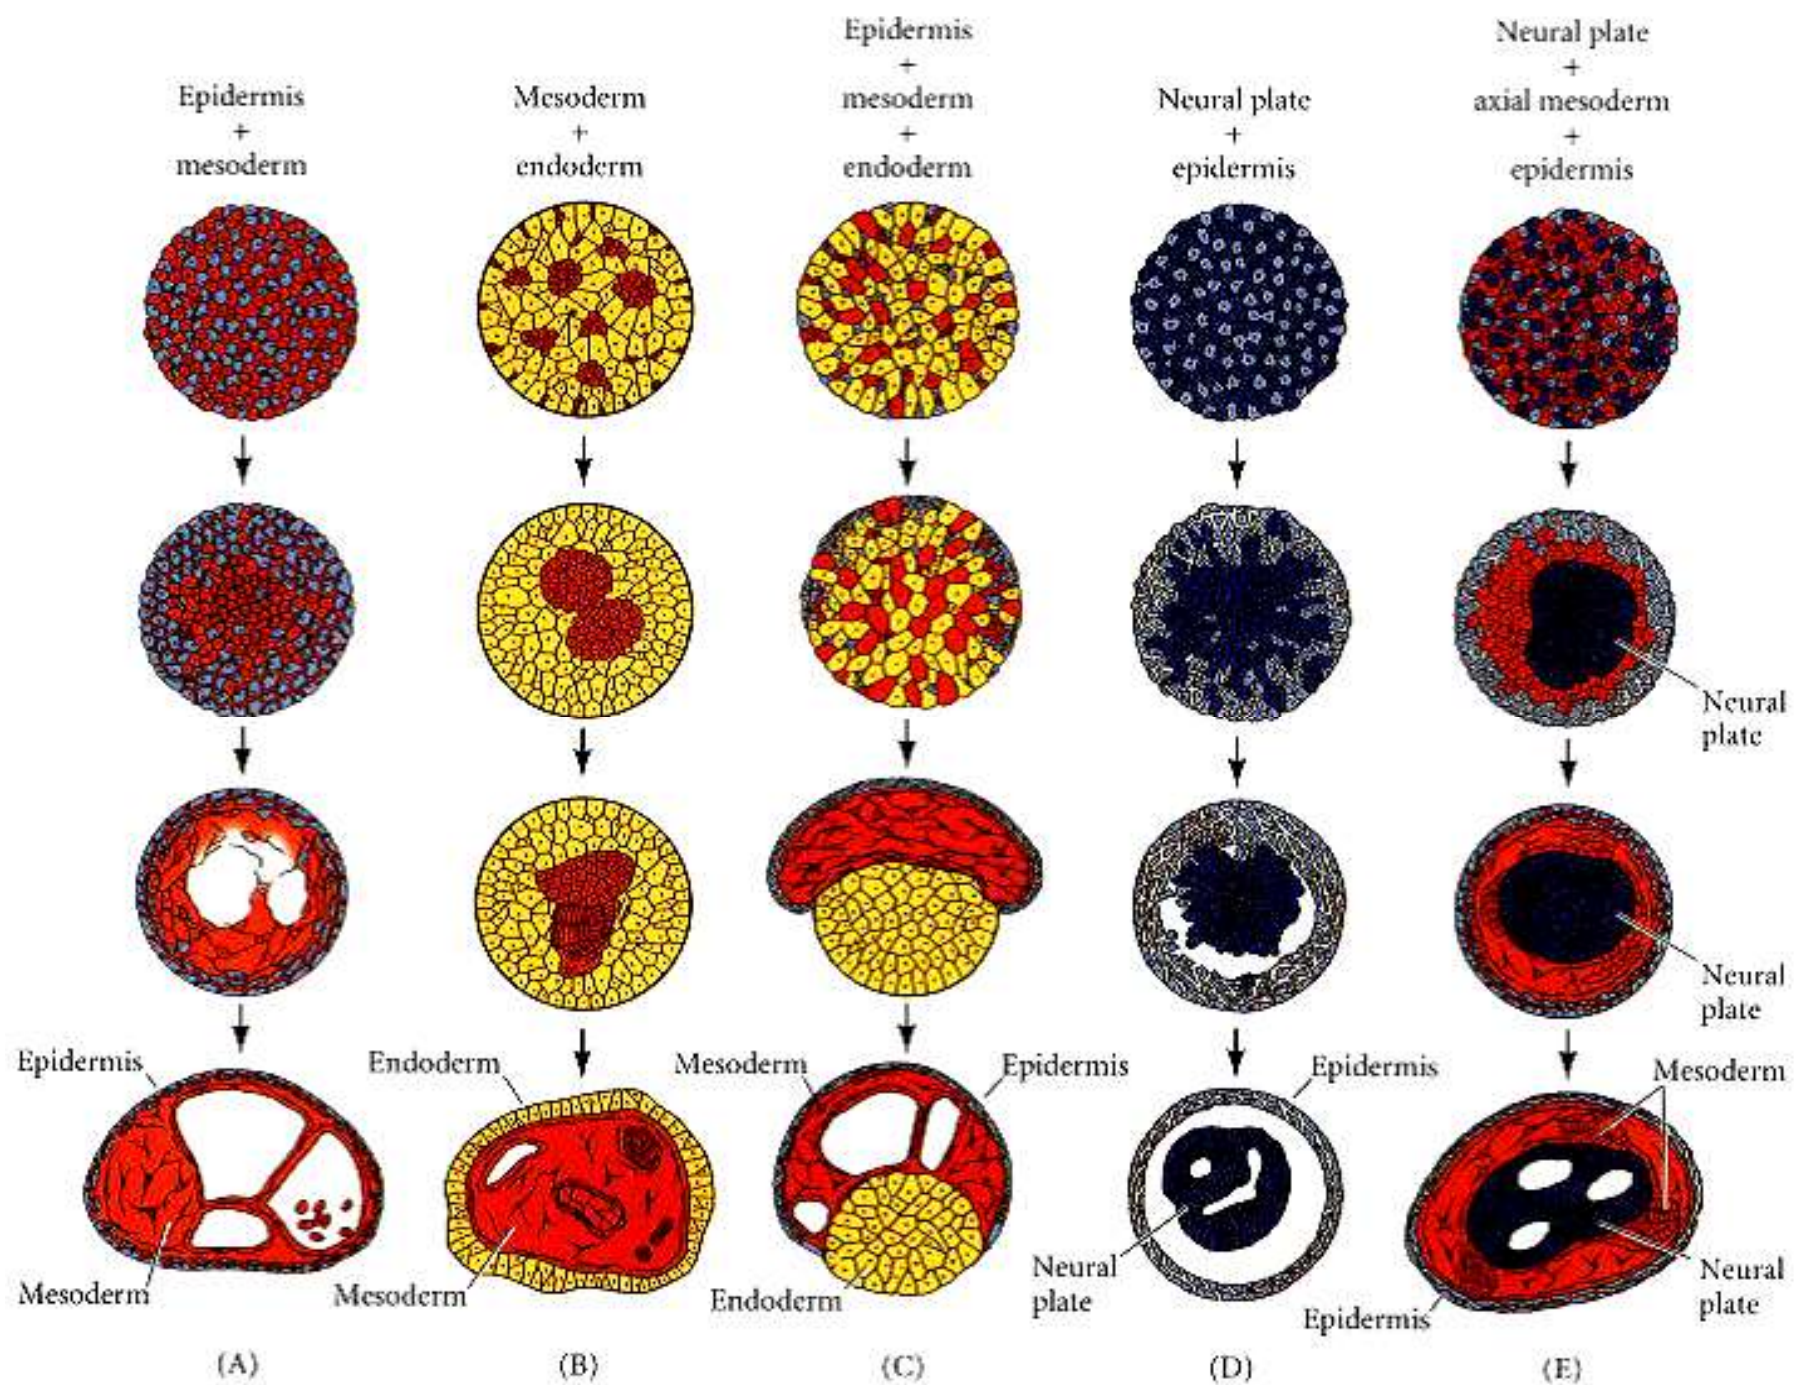 Epidermis
+
mesoderm
Mesoderm
+
endoderm
Epidermis
+
mesoderm
+
endoderm
Neural plate
+
epidermis
Neural plate
+
axial mesoderm
+
epidermis
Neural
plate
Neural
plate
Epidermis
Mesoderm
Endoderm
Mesoderm
Mesoderm
Epidermis
Endoderm
Epidermis
Neural
plate
Mesoderm
Neural
plate
Epidermis
(A)
(B)
(C)
(D)
(E)